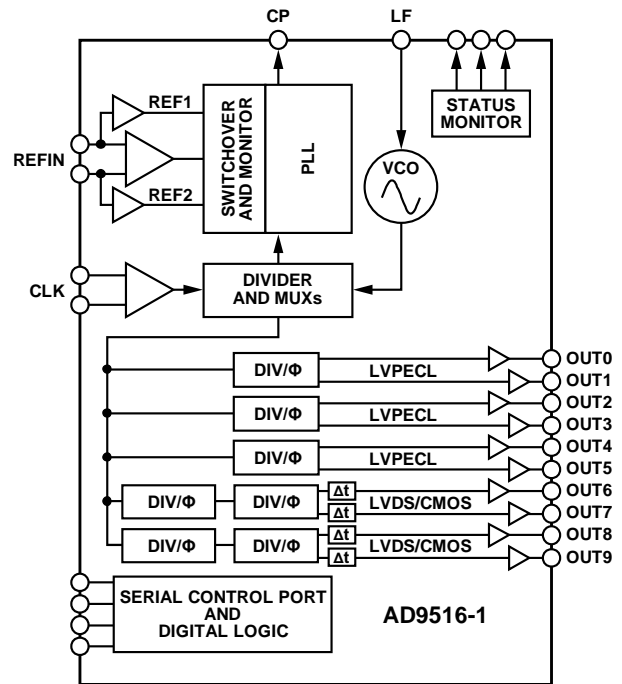 CP
LF
REF1
REFIN
REF2
SWITCHOVER
AND MONITOR
PLL
STATUS
MONITOR
VCO
CLK
DIVIDER
AND MUXs
DIV/Φ
LVPECL
OUT0
OUT1
DIV/Φ
LVPECL
OUT2
OUT3
DIV/Φ
LVPECL
OUT4
OUT5
DIV/Φ
DIV/Φ
Δt
Δt
LVDS/CMOS
OUT6
OUT7
DIV/Φ
DIV/Φ
Δt
Δt
LVDS/CMOS
OUT8
OUT9
SERIAL CONTROL PORT
AND
DIGITAL LOGIC
AD9516-1